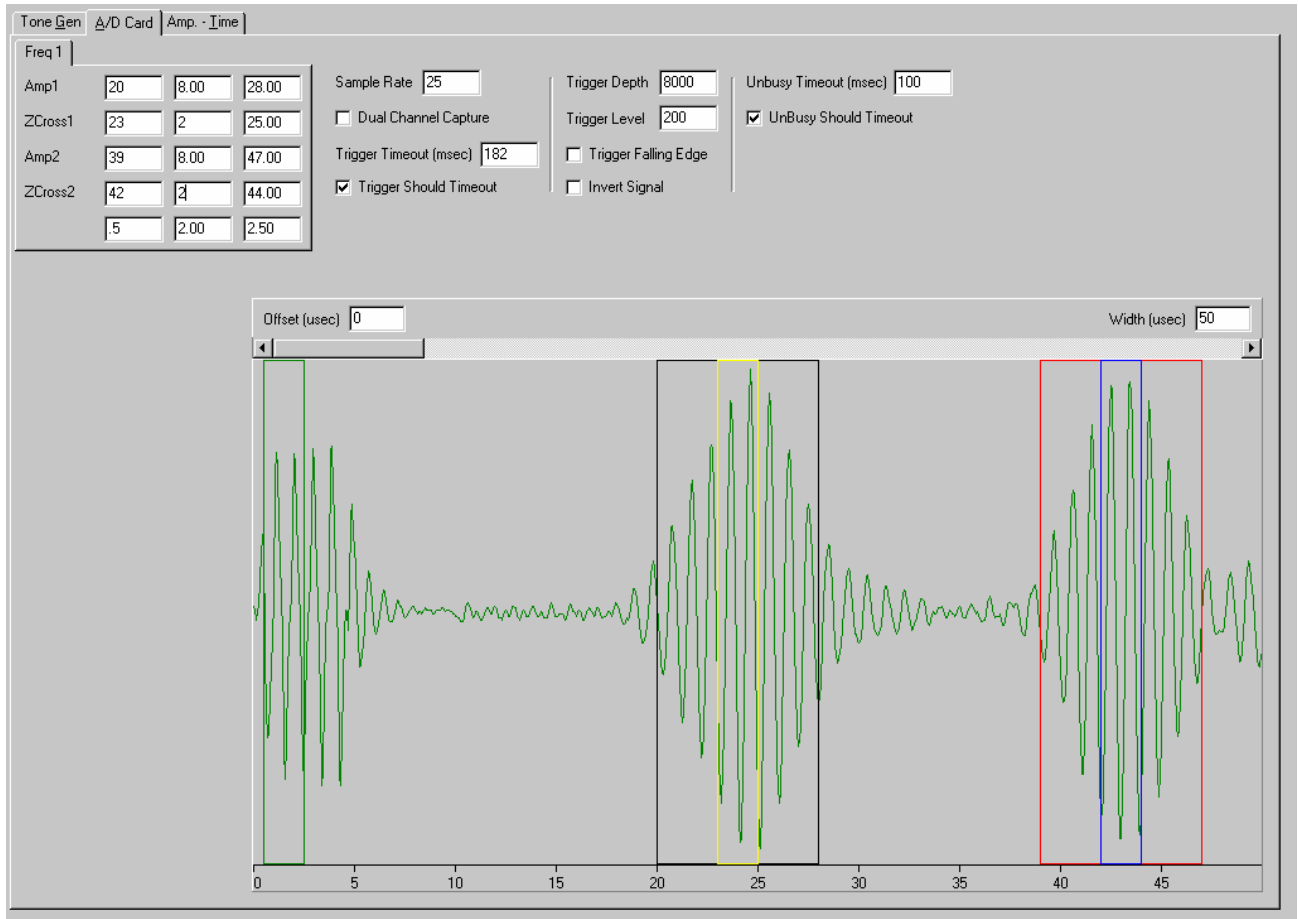 Tone Gen A/D Card Amp. - Time
Freq 1
Amp1 20 8.00 28.00
ZCross1 23 2 25.00
Amp2 39 8.00 47.00
ZCross2 42 2 44.00
.5 2.00 2.50
Sample Rate 25
Dual Channel Capture
Trigger Timeout (msec) 182
Trigger Should Timeout
Trigger Depth 8000
Trigger Level 200
Trigger Falling Edge
Invert Signal
Unbusy Timeout (msec) 100
UnBusy Should Timeout
Offset (usec) 0 Width (usec) 50
0 5 10 15 20 25 30 35 40 45